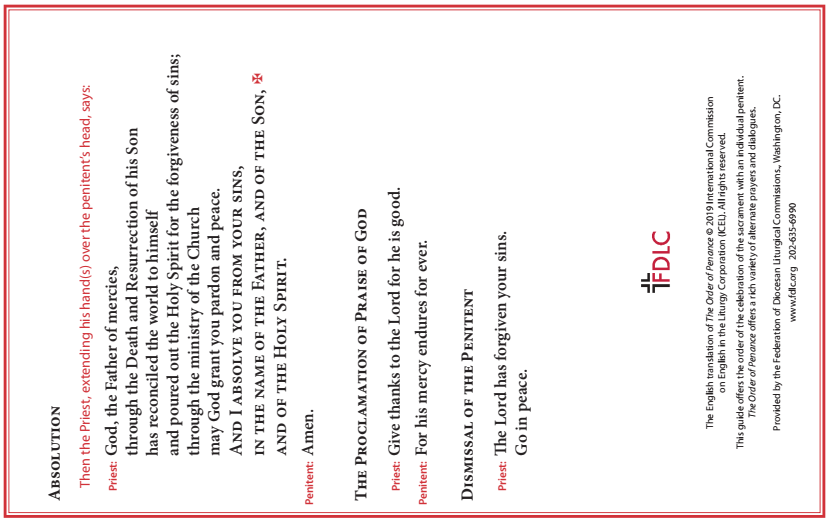 ABSOLUTION
Then the Priest, extending his hand(s) over the penitent's head, says:
Priest: God, the Father of mercies,
through the Death and Resurrection of his Son
has reconciled the world to himself
and poured out the Holy Spirit for the forgiveness of sins;
through the ministry of the Church
may God grant you pardon and peace.
AND I ABSOLVE YOU FROM YOUR SINS,
IN THE NAME OF THE FATHER, AND OF THE SON, ✠
AND OF THE HOLY SPIRIT.
Penitent: Amen.
THE PROCLAMATION OF PRAISE OF GOD
Priest: Give thanks to the Lord for he is good.
Penitent: For his mercy endures for ever.
DISMISSAL OF THE PENITENT
Priest: The Lord has forgiven your sins.
Go in peace.
FDLC
The English translation of The Order of Penance © 2019 International Commission
on English in the Liturgy Corporation (ICEL). All rights reserved.
This guide offers the order of the celebration of the sacrament with an individual penitent.
The Order of Penance offers a rich variety of alternate prayers and dialogues.
Provided by the Federation of Diocesan Liturgical Commissions, Washington, DC.
www.fdlc.org 202-635-6990